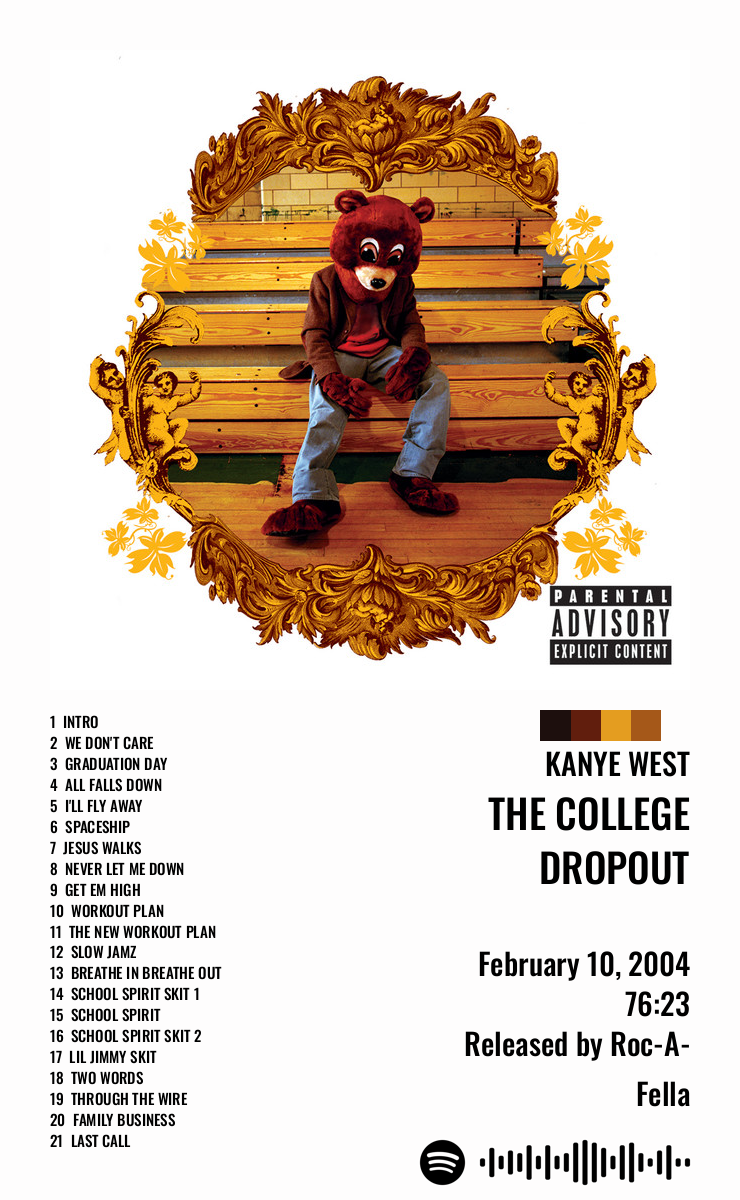 PARENTAL
ADVISORY
EXPLICIT CONTENT
1 INTRO
2 WE DON'T CARE
3 GRADUATION DAY
4 ALL FALLS DOWN
5 I'LL FLY AWAY
6 SPACESHIP
7 JESUS WALKS
8 NEVER LET ME DOWN
9 GET EM HIGH
10 WORKOUT PLAN
11 THE NEW WORKOUT PLAN
12 SLOW JAMZ
13 BREATHE IN BREATHE OUT
14 SCHOOL SPIRIT SKIT 1
15 SCHOOL SPIRIT
16 SCHOOL SPIRIT SKIT 2
17 LIL JIMMY SKIT
18 TWO WORDS
19 THROUGH THE WIRE
20 FAMILY BUSINESS
21 LAST CALL
KANYE WEST
THE COLLEGE
DROPOUT
February 10, 2004
76:23
Released by Roc-A-
Fella